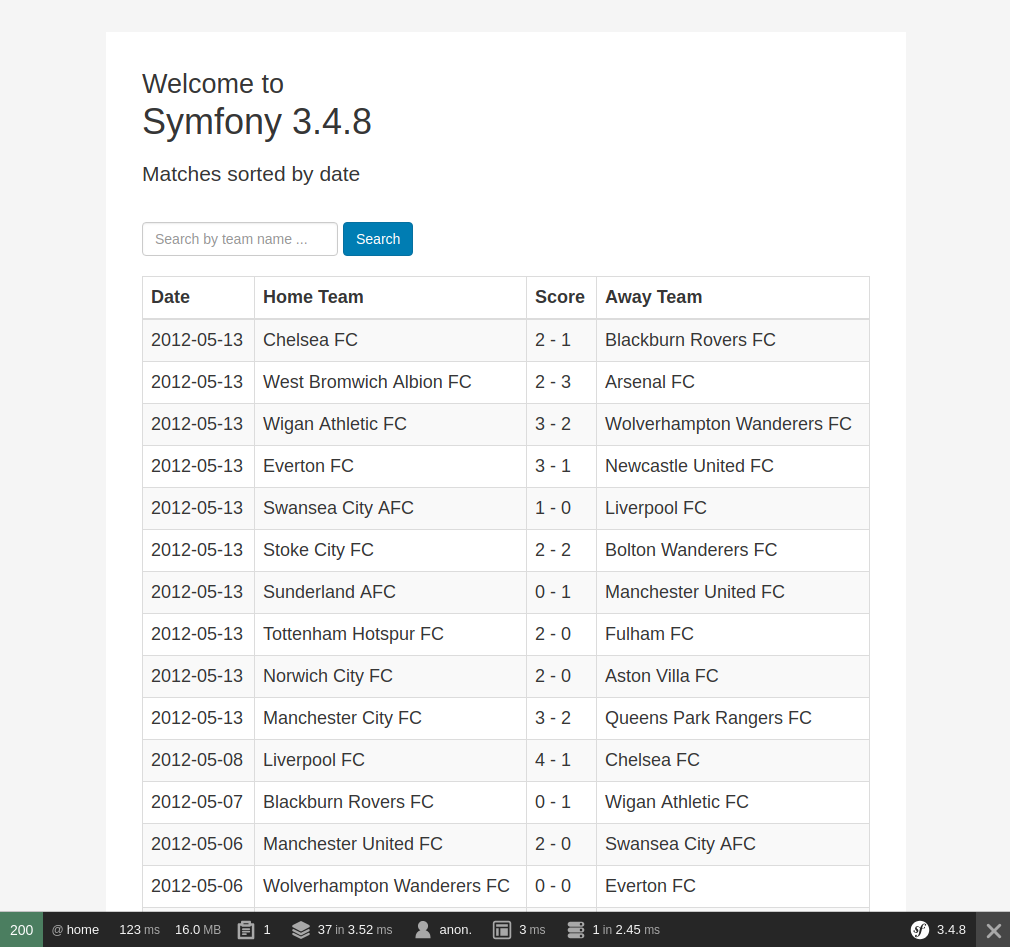 Welcome to
Symfony 3.4.8
Matches sorted by date
Search by team name ... Search
Date Home Team Score Away Team
2012-05-13 Chelsea FC 2 - 1 Blackburn Rovers FC
2012-05-13 West Bromwich Albion FC 2 - 3 Arsenal FC
2012-05-13 Wigan Athletic FC 3 - 2 Wolverhampton Wanderers FC
2012-05-13 Everton FC 3 - 1 Newcastle United FC
2012-05-13 Swansea City AFC 1 - 0 Liverpool FC
2012-05-13 Stoke City FC 2 - 2 Bolton Wanderers FC
2012-05-13 Sunderland AFC 0 - 1 Manchester United FC
2012-05-13 Tottenham Hotspur FC 2 - 0 Fulham FC
2012-05-13 Norwich City FC 2 - 0 Aston Villa FC
2012-05-13 Manchester City FC 3 - 2 Queens Park Rangers FC
2012-05-08 Liverpool FC 4 - 1 Chelsea FC
2012-05-07 Blackburn Rovers FC 0 - 1 Wigan Athletic FC
2012-05-06 Manchester United FC 2 - 0 Swansea City AFC
2012-05-06 Wolverhampton Wanderers FC 0 - 0 Everton FC
200 @ home 123 ms 16.0 MB 1 37 in 3.52 ms anon. 3 ms 1 in 2.45 ms sf 3.4.8